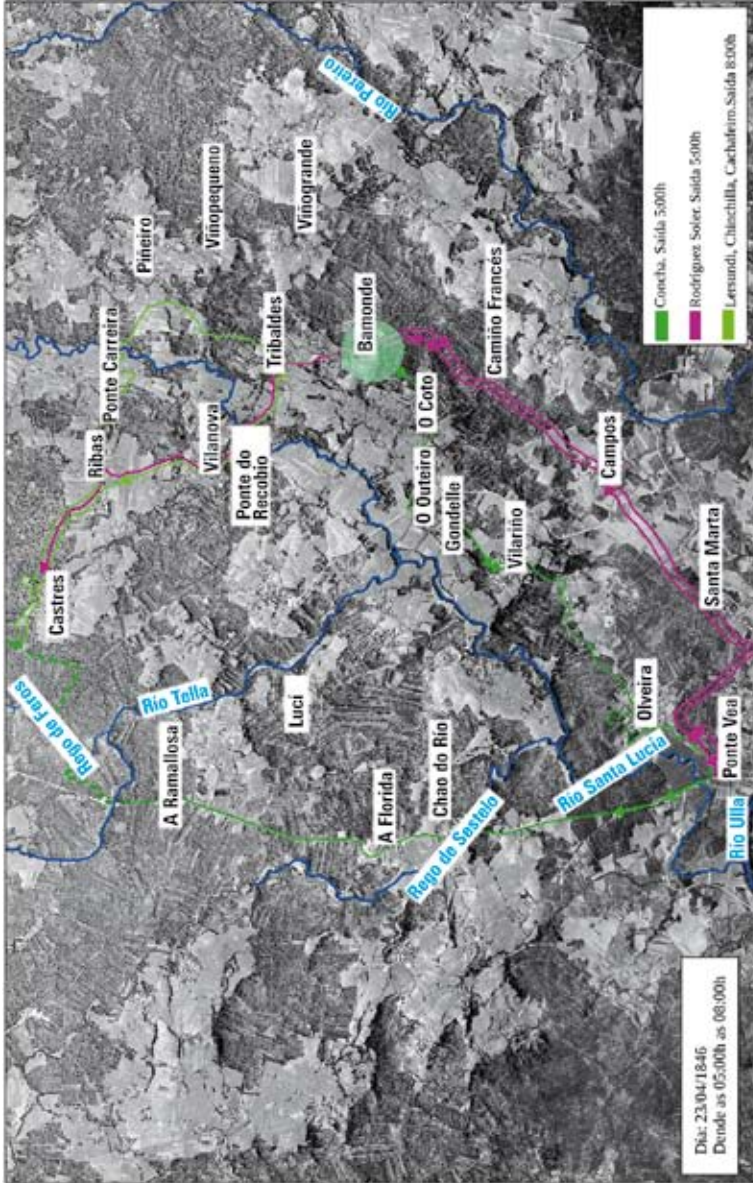 Día: 23/04/1846
Dende as 05:00h as 08:00h
Rego de Feros
Castres
Ribas
Ponte Carreira
Piñeiro
Río Tella
A Ramallosa
Vilanova
Viñopequeno
Ponte do
Recobio
Tribaldes
Viñogrande
Luci
Bamonde
Río Pereiro
A Florida
O Outeiro
O Coto
Chao do Río
Gondelle
Rego de Sestelo
Vilariño
Camiño Francés
Río Santa Lucía
Olveira
Campos
Santa Marta
Río Ulla
Ponte Vea
Concha. Saída 5:00h
Rodríguez Soler. Saída 5:00h
Lersundi, Chinchilla, Cachafeiro.Saída 8:00h